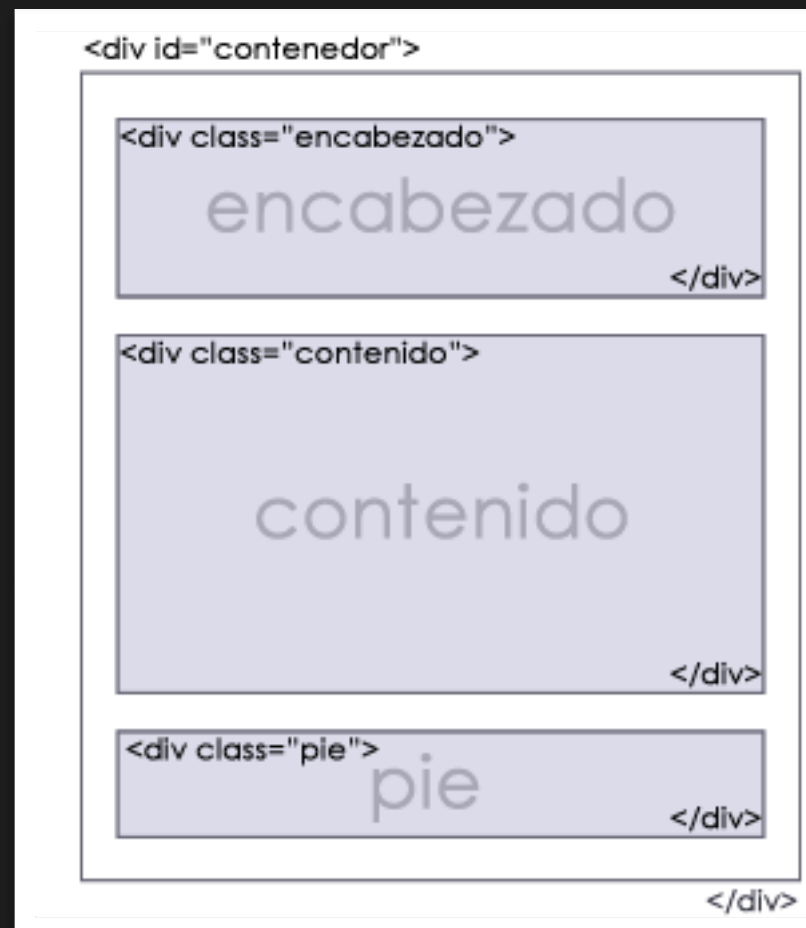 <div id="contenedor">
<div class="encabezado">
encabezado
</div>
<div class="contenido">
contenido
</div>
<div class="pie">
pie
</div>
</div>